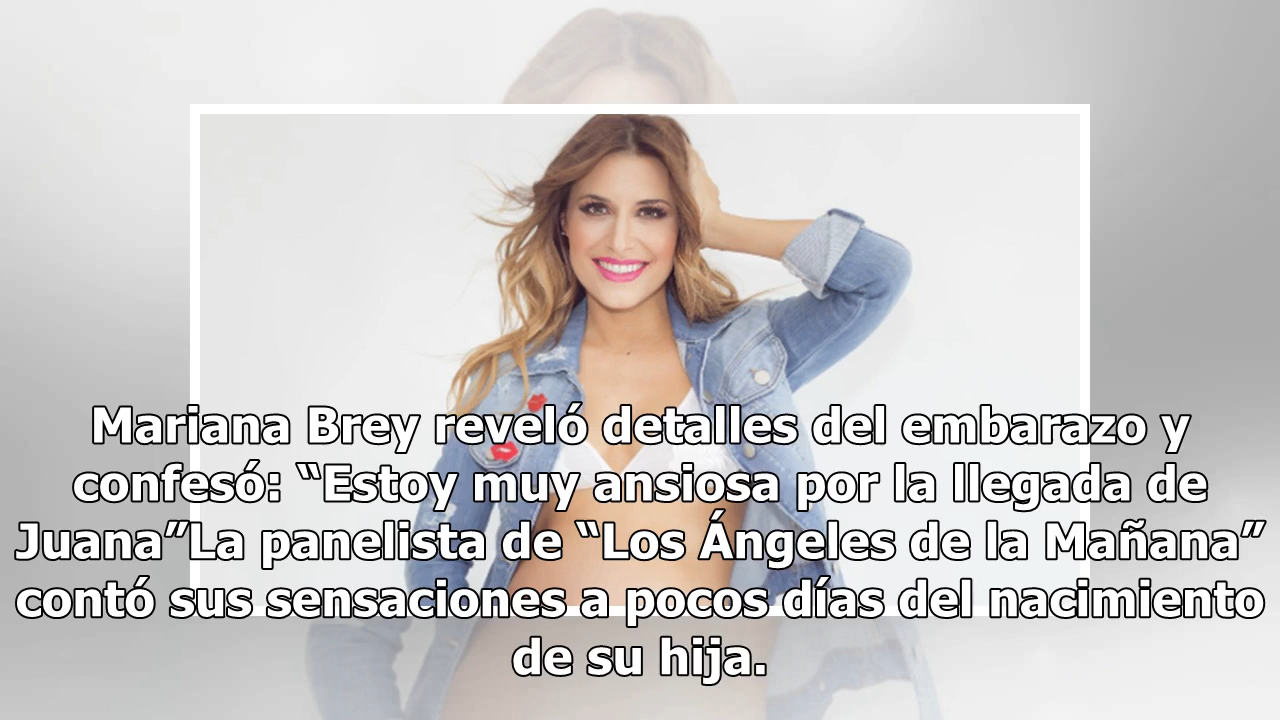 Mariana Brey reveló detalles del embarazo y
confesó: “Estoy muy ansiosa por la llegada de
Juana”La panelista de “Los Ángeles de la Mañana”
contó sus sensaciones a pocos días del nacimiento
de su hija.